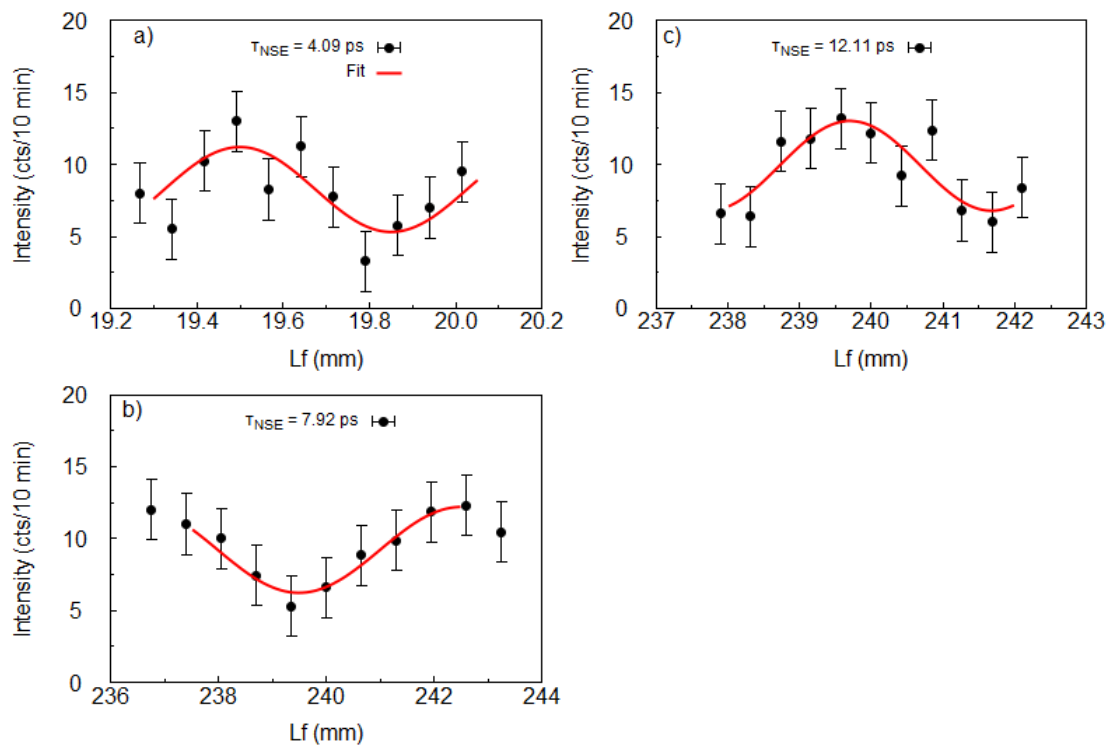 a)
τNSE = 4.09 ps
Fit
Intensity (cts/10 min)
20
15
10
5
0
19.2 19.4 19.6 19.8 20.0 20.2
Lf (mm)
c)
τNSE = 12.11 ps
Intensity (cts/10 min)
20
15
10
5
0
237 238 239 240 241 242 243
Lf (mm)
b)
τNSE = 7.92 ps
Intensity (cts/10 min)
20
15
10
5
0
236 238 240 242 244
Lf (mm)